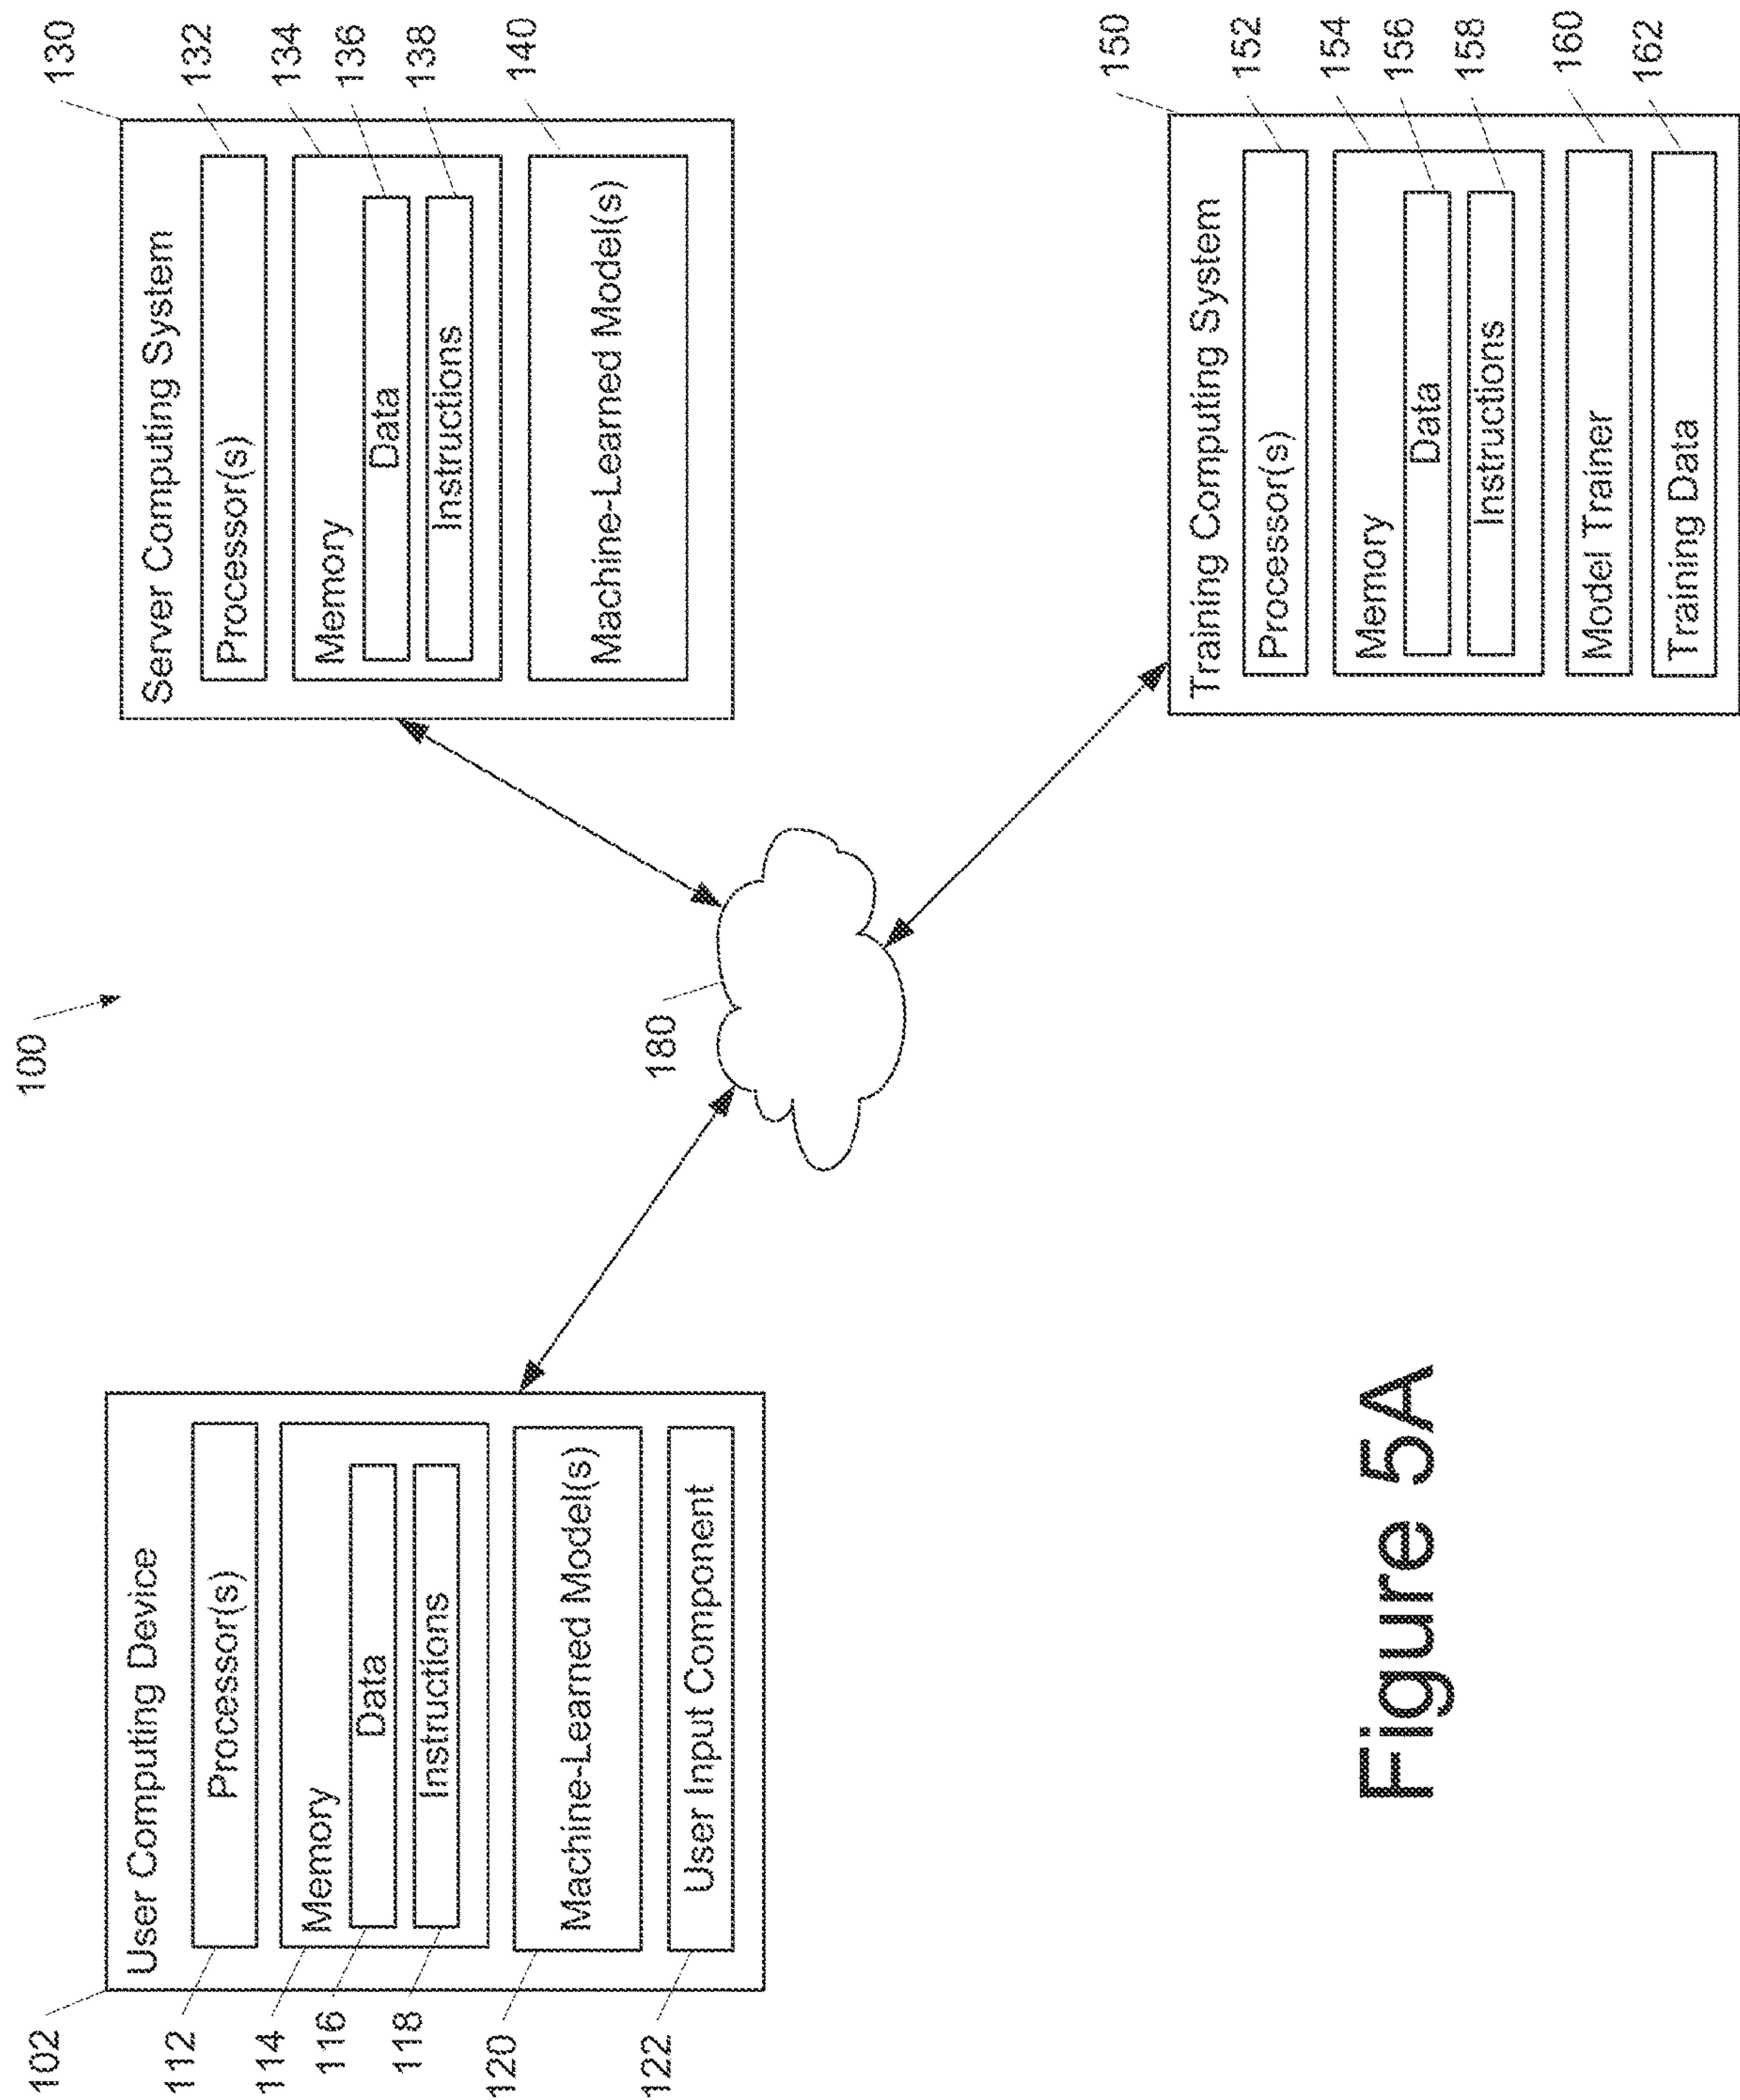 100
102
User Computing Device
112
Processor(s)
114
Memory
116
Data
118
Instructions
120
Machine-Learned Model(s)
122
User Input Component
180
130
Server Computing System
132
Processor(s)
134
Memory
136
Data
138
Instructions
140
Machine-Learned Model(s)
150
Training Computing System
152
Processor(s)
154
Memory
156
Data
158
Instructions
160
Model Trainer
162
Training Data
Figure 5A